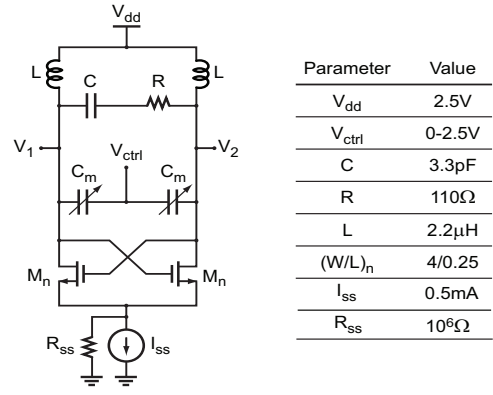 Vdd
L
L
C
R
V1
Vctrl
V2
Cm
Cm
Mn
Mn
Rss
Iss
Parameter Value
Vdd 2.5V
Vctrl 0-2.5V
C 3.3pF
R 110Ω
L 2.2μH
(W/L)n 4/0.25
Iss 0.5mA
Rss 10⁶Ω